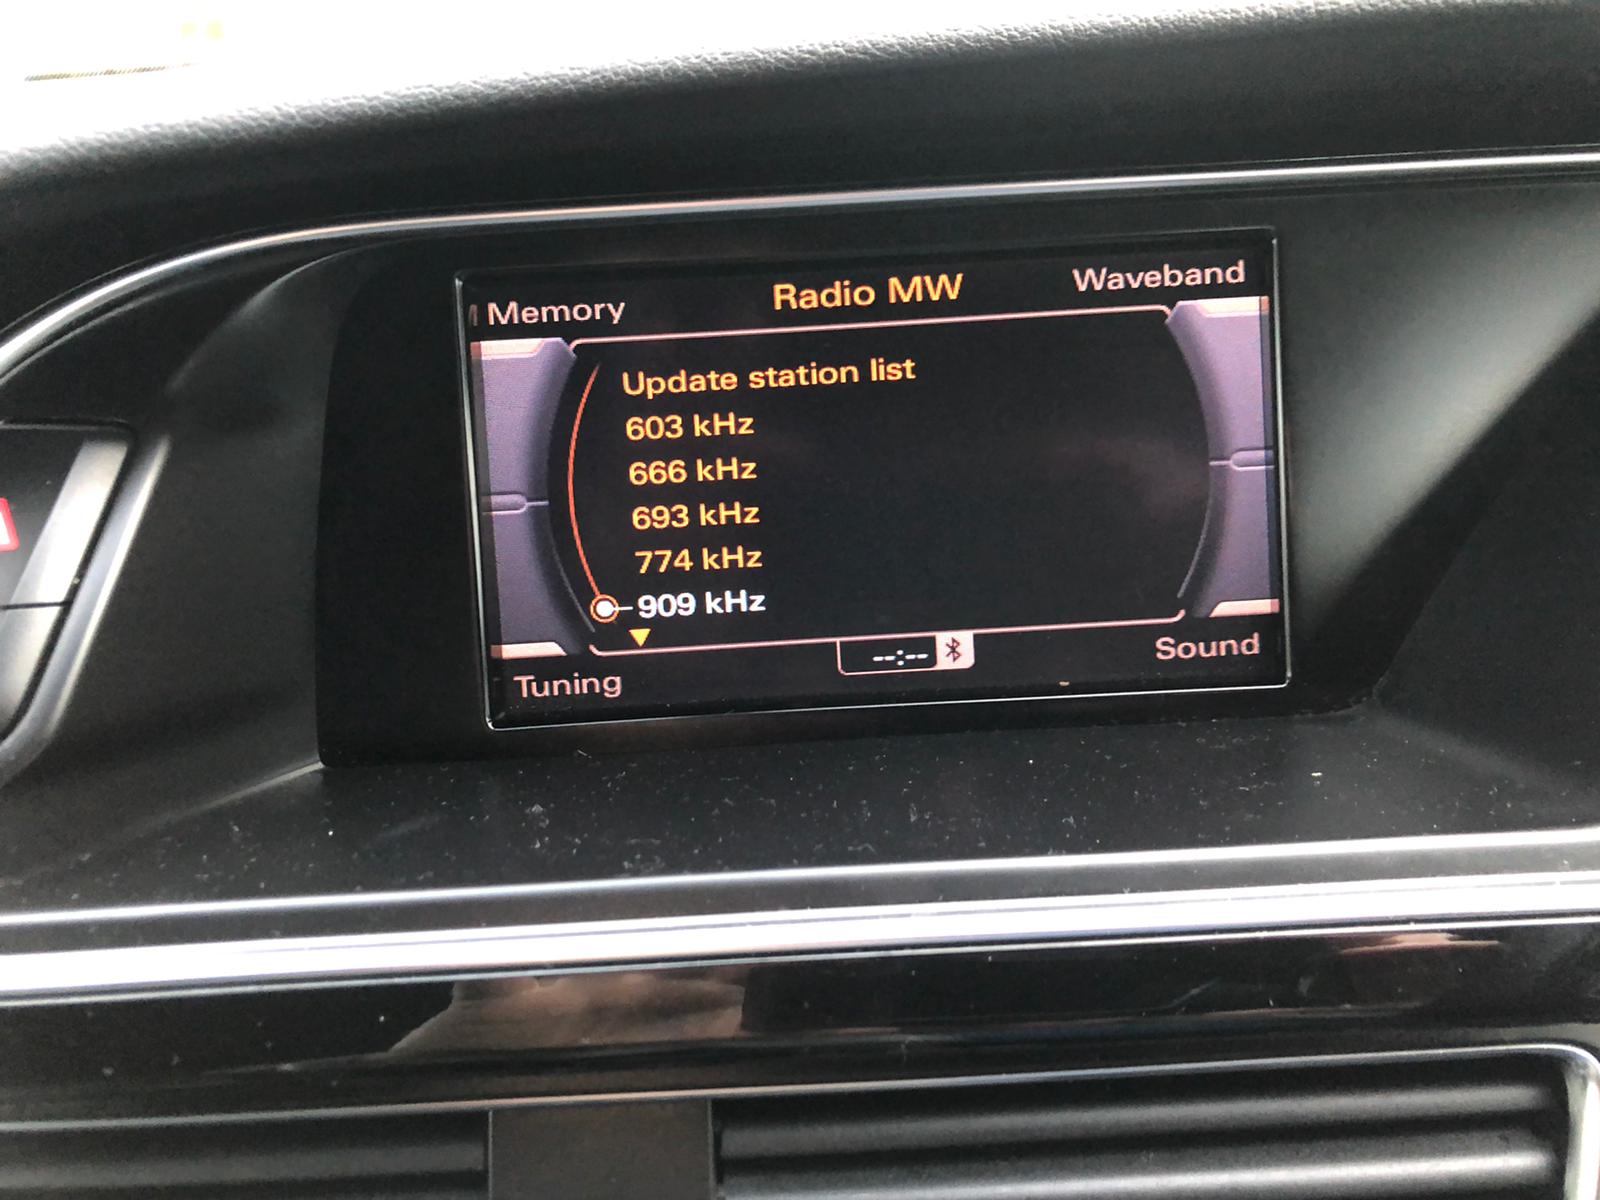 Memory
Radio MW
Waveband
Update station list
603 kHz
666 kHz
693 kHz
774 kHz
909 kHz
--:--
Tuning
Sound